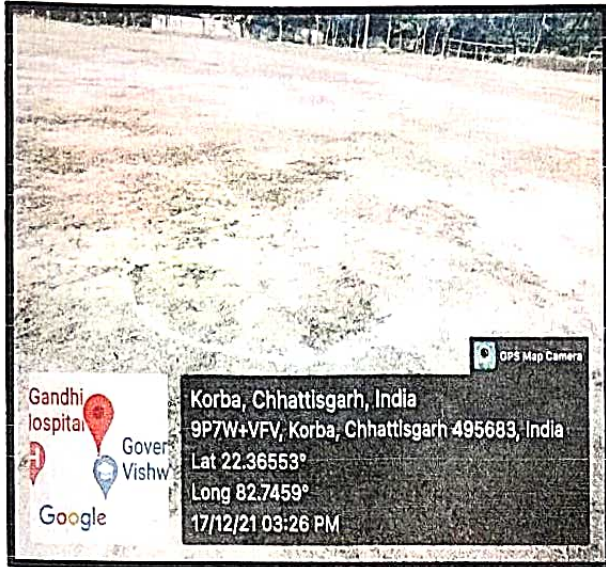 GPS Map Camera
Korba, Chhattisgarh, India
9P7W+VFV, Korba, Chhattisgarh 495683, India
Lat 22.36553°
Long 82.7459°
17/12/21 03:26 PM
Gandhi
lospital
H
Gover
Vishw
Google